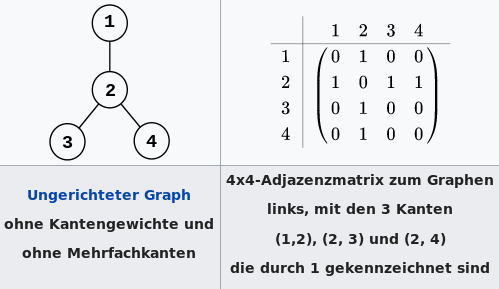 1
2
3 4
1 2 3 4
1 0 1 0 0
2 1 0 1 1
3 0 1 0 0
4 0 1 0 0
Ungerichteter Graph
ohne Kantengewichte und
ohne Mehrfachkanten
4x4-Adjazenzmatrix zum Graphen
links, mit den 3 Kanten
(1,2), (2, 3) und (2, 4)
die durch 1 gekennzeichnet sind